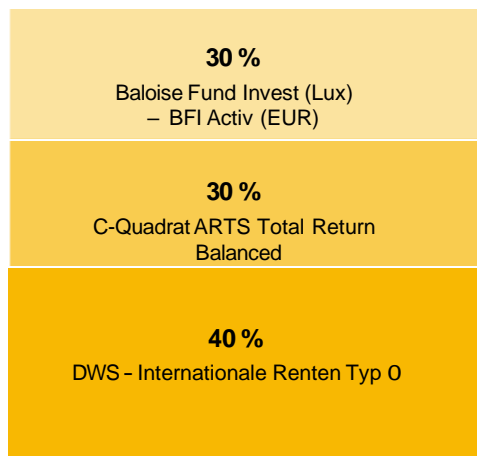 30 %
Baloise Fund Invest (Lux)
– BFI Activ (EUR)
30 %
C-Quadrat ARTS Total Return
Balanced
40 %
DWS – Internationale Renten Typ O